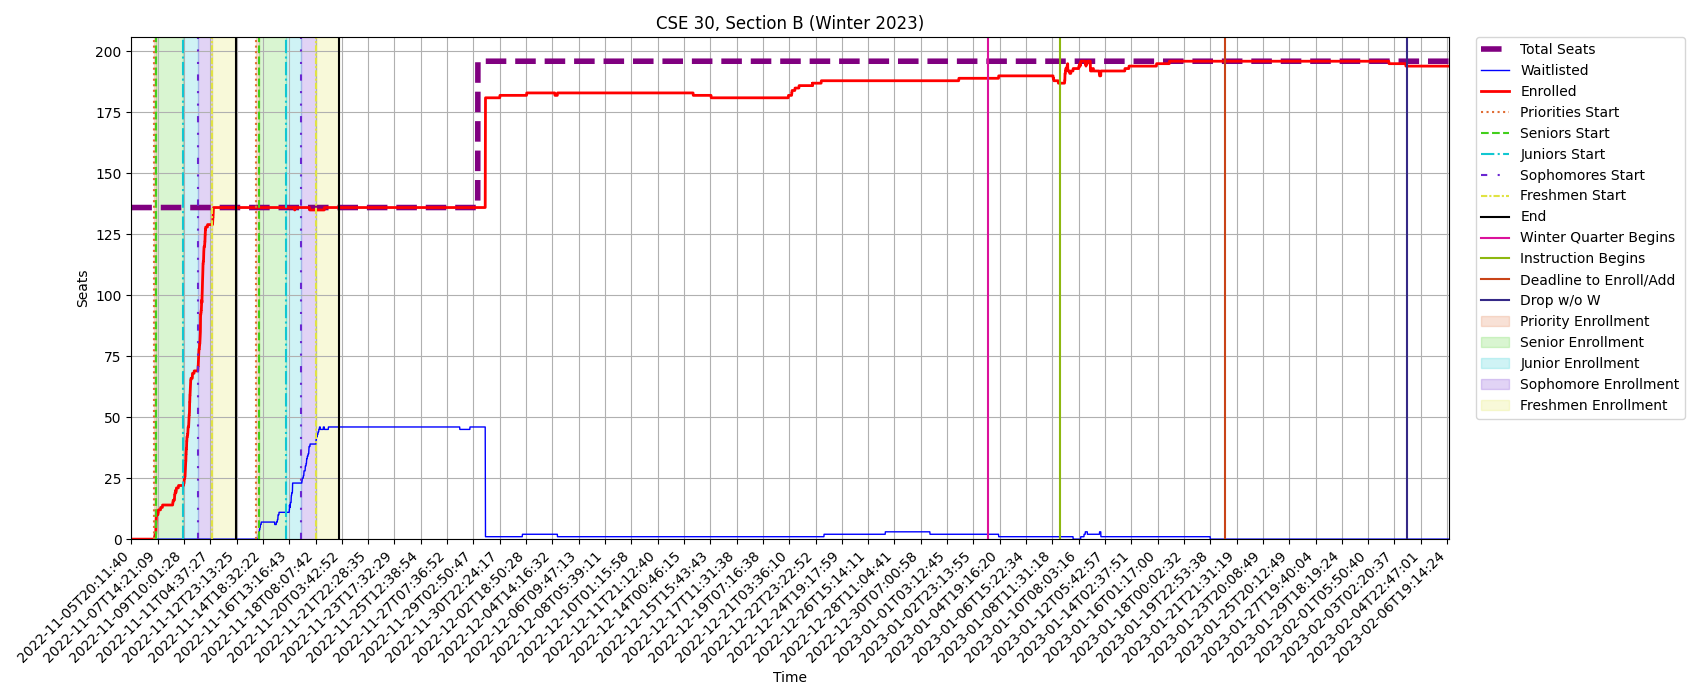 CSE 30, Section B (Winter 2023)
Seats
200
175
150
125
100
75
50
25
0
2022-11-05T20:11:40
2022-11-07T14:21:09
2022-11-09T10:01:28
2022-11-11T04:37:27
2022-11-12T23:13:25
2022-11-14T18:32:22
2022-11-16T13:16:43
2022-11-18T08:07:42
2022-11-20T03:42:52
2022-11-21T22:28:35
2022-11-23T17:32:29
2022-11-25T12:38:54
2022-11-27T07:36:52
2022-11-29T02:50:47
2022-11-30T22:24:17
2022-12-02T18:50:28
2022-12-04T14:16:32
2022-12-06T09:47:13
2022-12-08T05:39:11
2022-12-10T01:15:58
2022-12-11T21:12:40
2022-12-14T00:46:15
2022-12-15T15:43:43
2022-12-17T11:31:38
2022-12-19T07:16:38
2022-12-21T03:36:10
2022-12-22T23:22:52
2022-12-24T19:17:59
2022-12-26T15:14:11
2022-12-28T11:04:41
2022-12-30T07:00:58
2023-01-01T03:12:45
2023-01-02T23:13:55
2023-01-04T19:16:20
2023-01-06T15:22:34
2023-01-08T11:31:18
2023-01-10T08:03:16
2023-01-12T05:42:57
2023-01-14T02:37:51
2023-01-16T01:17:00
2023-01-18T00:02:32
2023-01-19T22:53:38
2023-01-21T21:31:19
2023-01-23T20:08:49
2023-01-25T20:12:49
2023-01-27T19:40:04
2023-01-29T18:19:24
2023-02-01T05:50:40
2023-02-03T02:20:37
2023-02-04T22:47:01
2023-02-06T19:14:24
Time
Total Seats
Waitlisted
Enrolled
Priorities Start
Seniors Start
Juniors Start
Sophomores Start
Freshmen Start
End
Winter Quarter Begins
Instruction Begins
Deadline to Enroll/Add
Drop w/o W
Priority Enrollment
Senior Enrollment
Junior Enrollment
Sophomore Enrollment
Freshmen Enrollment